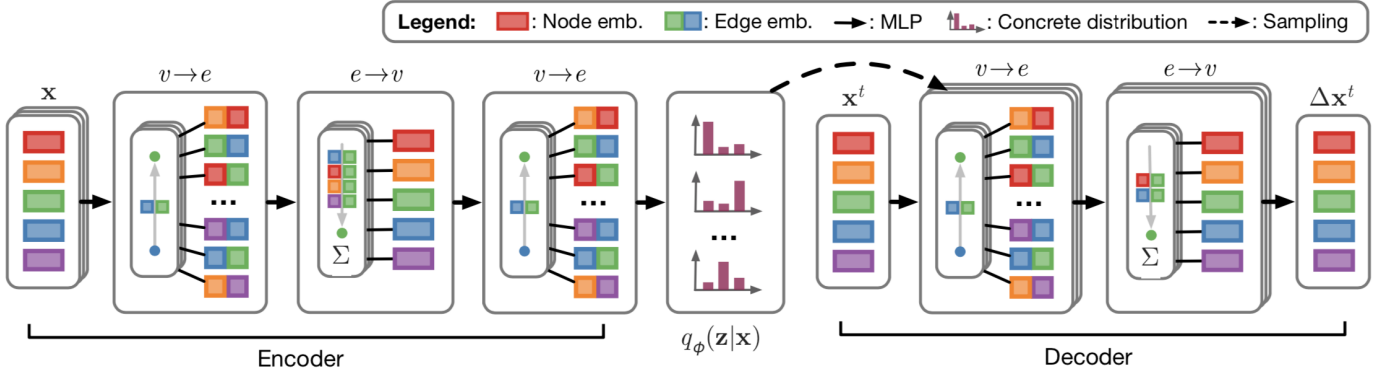 Legend: : Node emb. : Edge emb. : MLP : Concrete distribution : Sampling
v→e e→v v→e v→e e→v
x x^t Δx^t
...
...
...
...
Σ Σ
q_ϕ(z|x)
Encoder Decoder